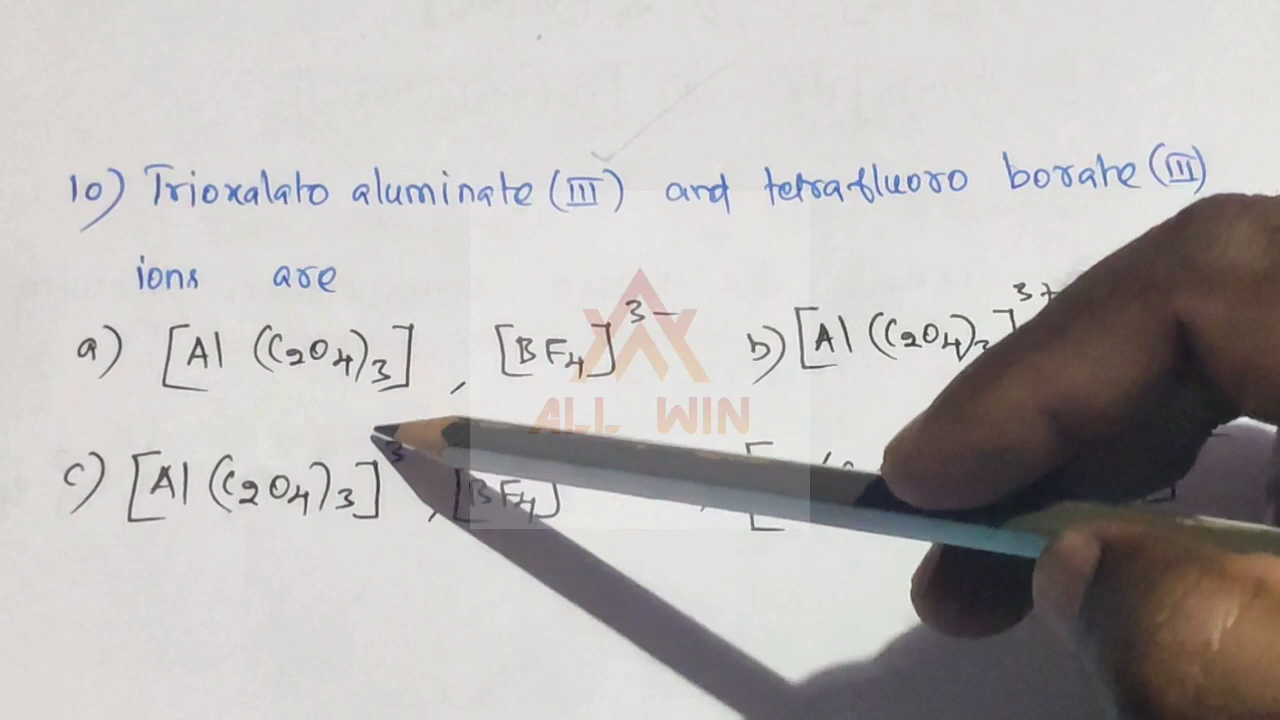 10) Trioxalato aluminate (III) and tetrafluoro borate (III)
ions are
a) [Al (C2O4)3] , [BF4]3- b) [Al (C2O4)3]3+
c) [Al (C2O4)3]3 , [BF4]
ALL WIN